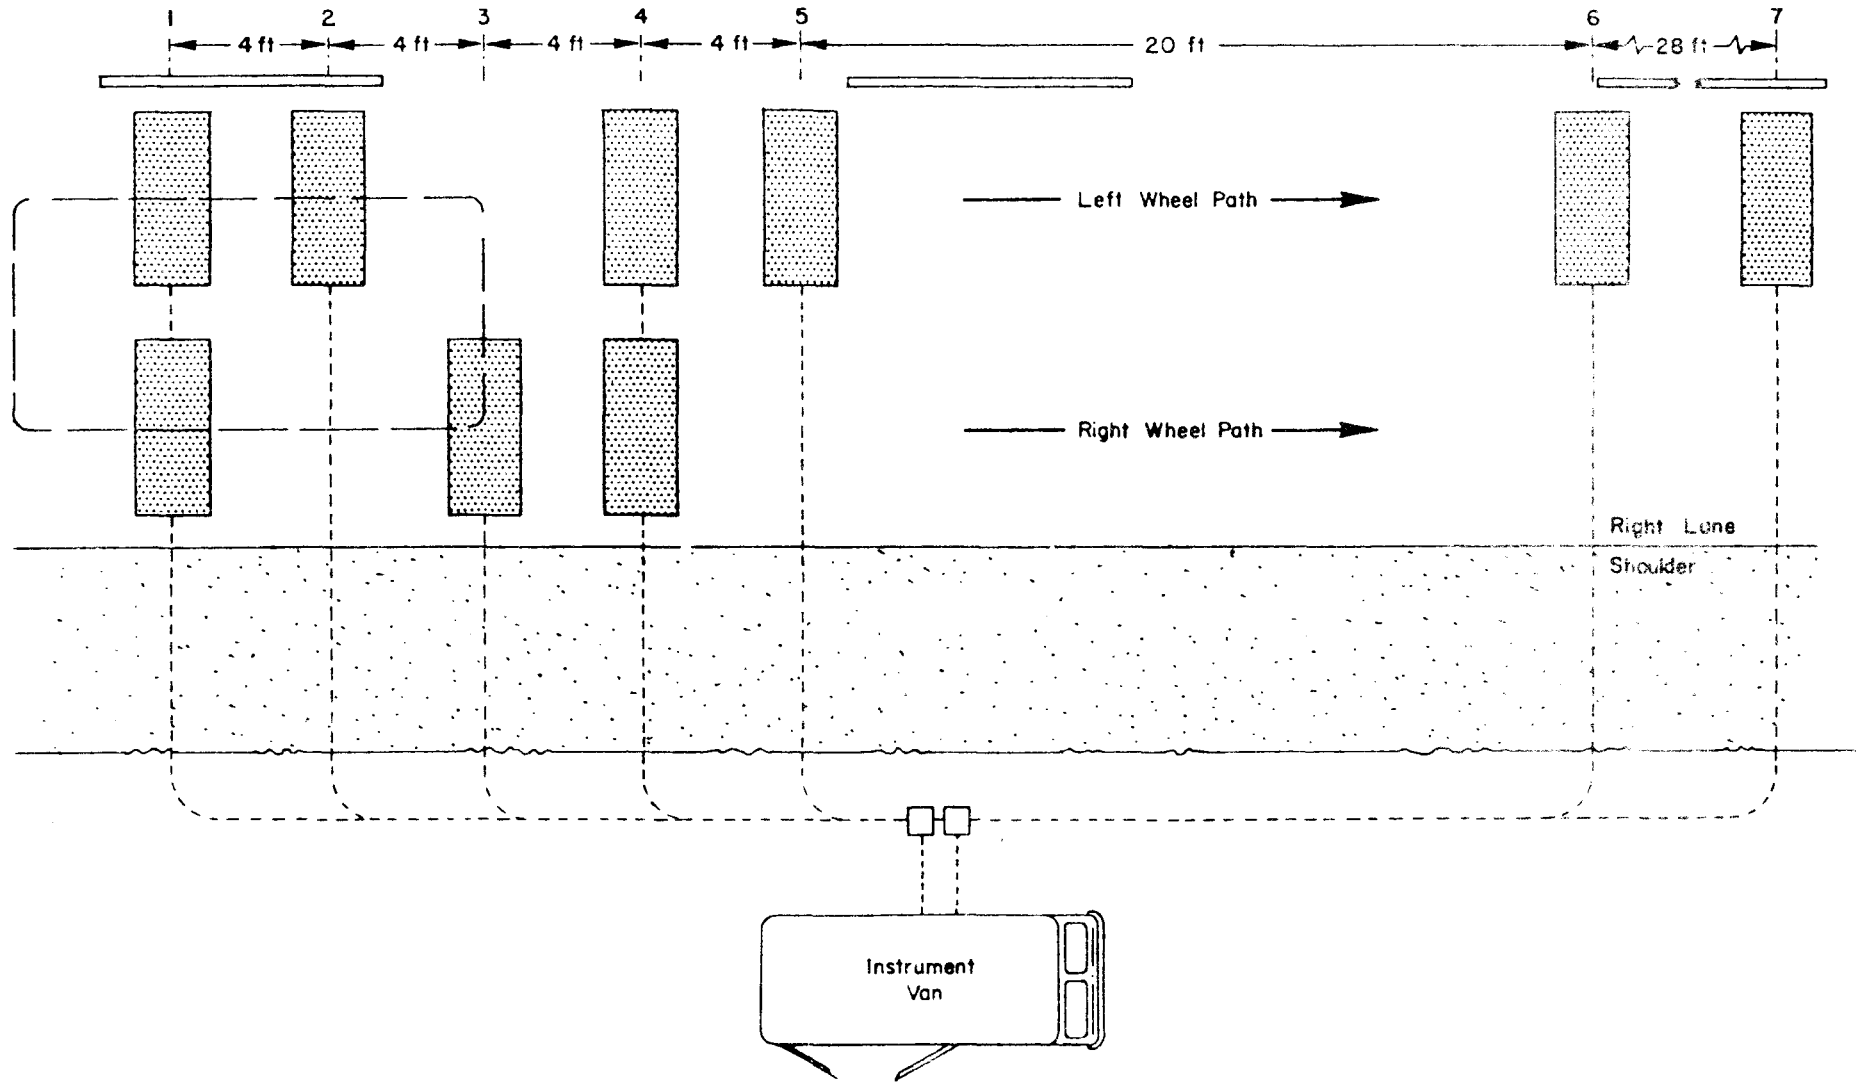 1 2 3 4 5 6 7
4 ft 4 ft 4 ft 4 ft 20 ft 28 ft
Left Wheel Path
Right Wheel Path
Right Lane
Shoulder
Instrument
Van